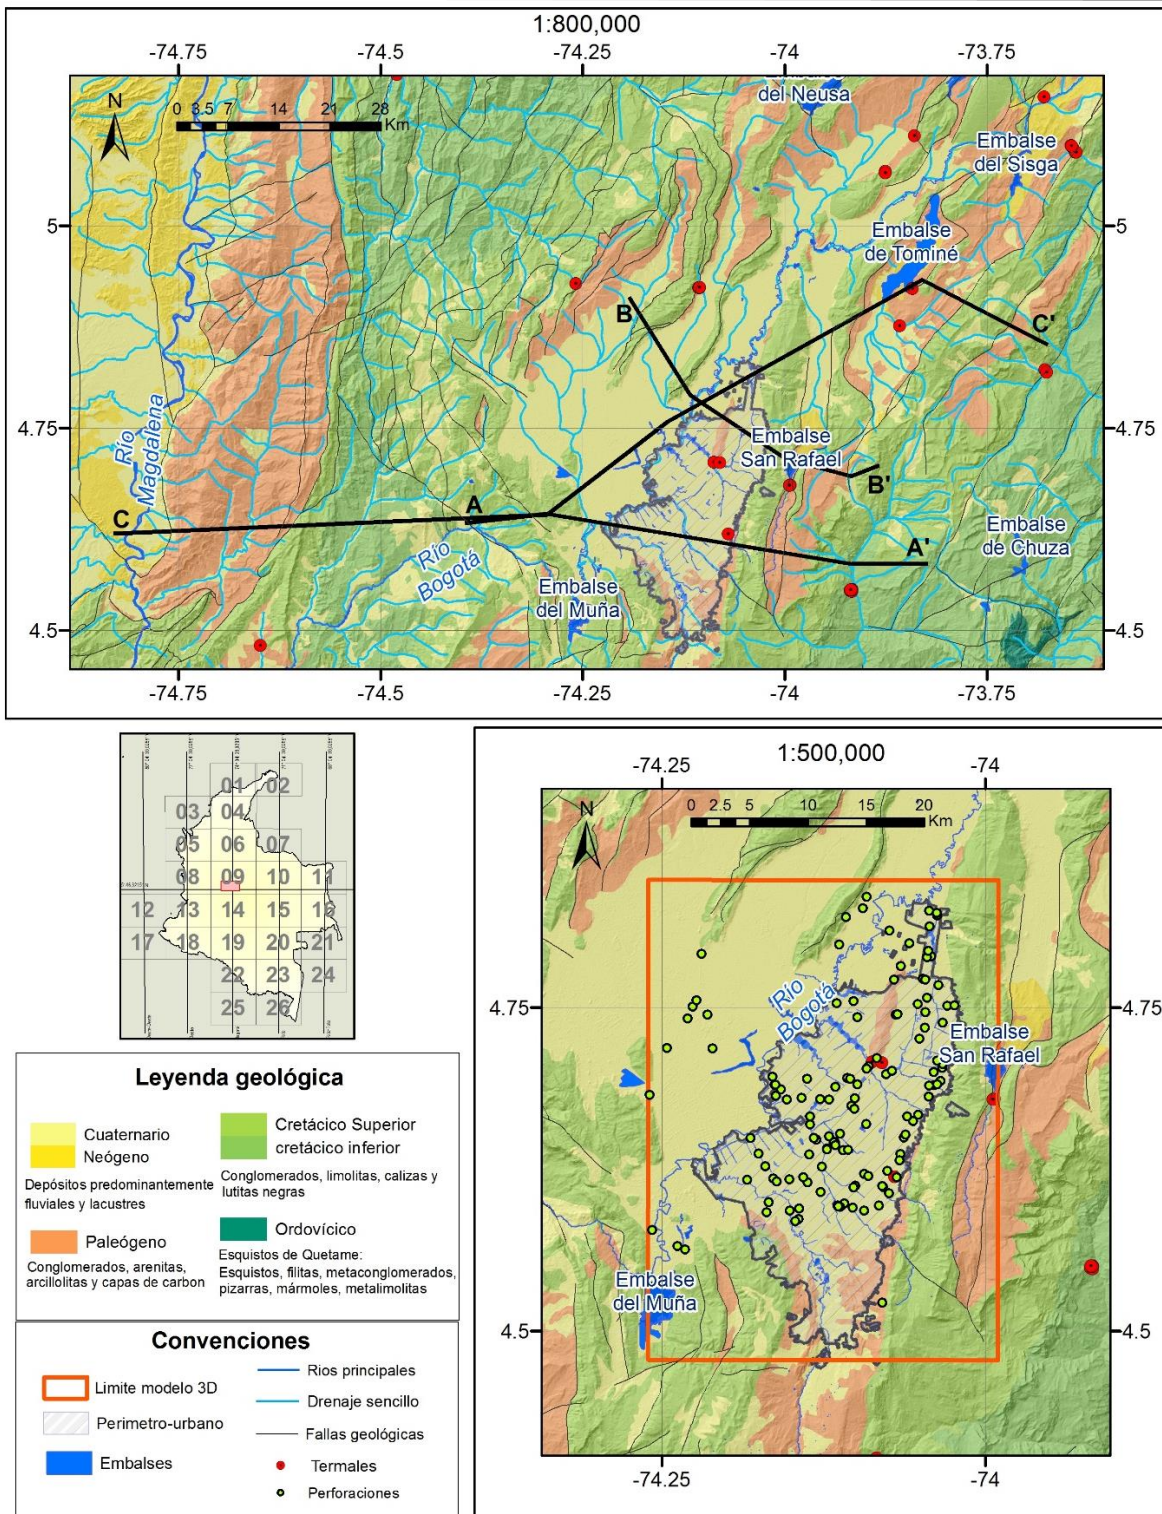 1:800,000
-74.75
-74.5
-74.25
-74
-73.75
N
0 3.5 7 14 21 28
Km
del Neusa
Embalse
del Sisga
5
5
Embalse
de Tominé
B
C'
4.75
4.75
Río
Magdalena
Embalse
San Rafael
B'
C
A
A'
Río
Bogotá
Embalse
de Chuza
Embalse
del Muña
4.5
4.5
-74.75
-74.5
-74.25
-74
-73.75
01 02
03 04
05 06 07
08 09 10 11
12 13 14 15 16
17 18 19 20 21
22 23 24
25 26
1:500,000
-74.25
-74
N
0 2.5 5 10 15 20
Km
4.75
4.75
Río
Bogotá
Embalse
San Rafael
Embalse
del Muña
4.5
4.5
-74.25
-74
Leyenda geológica
Cuaternario
Neógeno
Depósitos predominantemente
fluviales y lacustres
Paleógeno
Conglomerados, arenitas,
arcillolitas y capas de carbon
Cretácico Superior
cretácico inferior
Conglomerados, limolitas, calizas y
lutitas negras
Ordovícico
Esquistos de Quetame:
Esquistos, filitas, metaconglomerados,
pizarras, mármoles, metalimolitas
Convenciones
Limite modelo 3D
Perimetro-urbano
Embalses
Rios principales
Drenaje sencillo
Fallas geológicas
Termales
Perforaciones